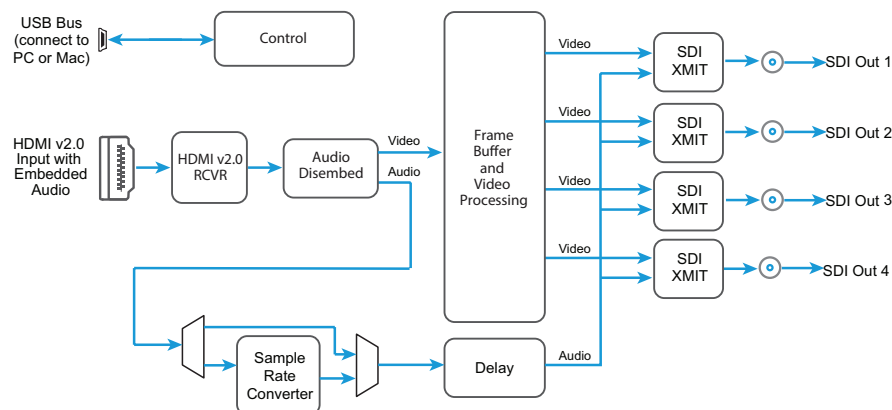 USB Bus
(connect to
PC or Mac)
Control
HDMI v2.0
Input with
Embedded
Audio
HDMI v2.0
RCVR
Audio
Disembed
Video
Audio
Frame
Buffer
and
Video
Processing
Video
SDI
XMIT
SDI Out 1
Video
SDI
XMIT
SDI Out 2
Video
SDI
XMIT
SDI Out 3
Video
SDI
XMIT
SDI Out 4
Sample
Rate
Converter
Delay
Audio